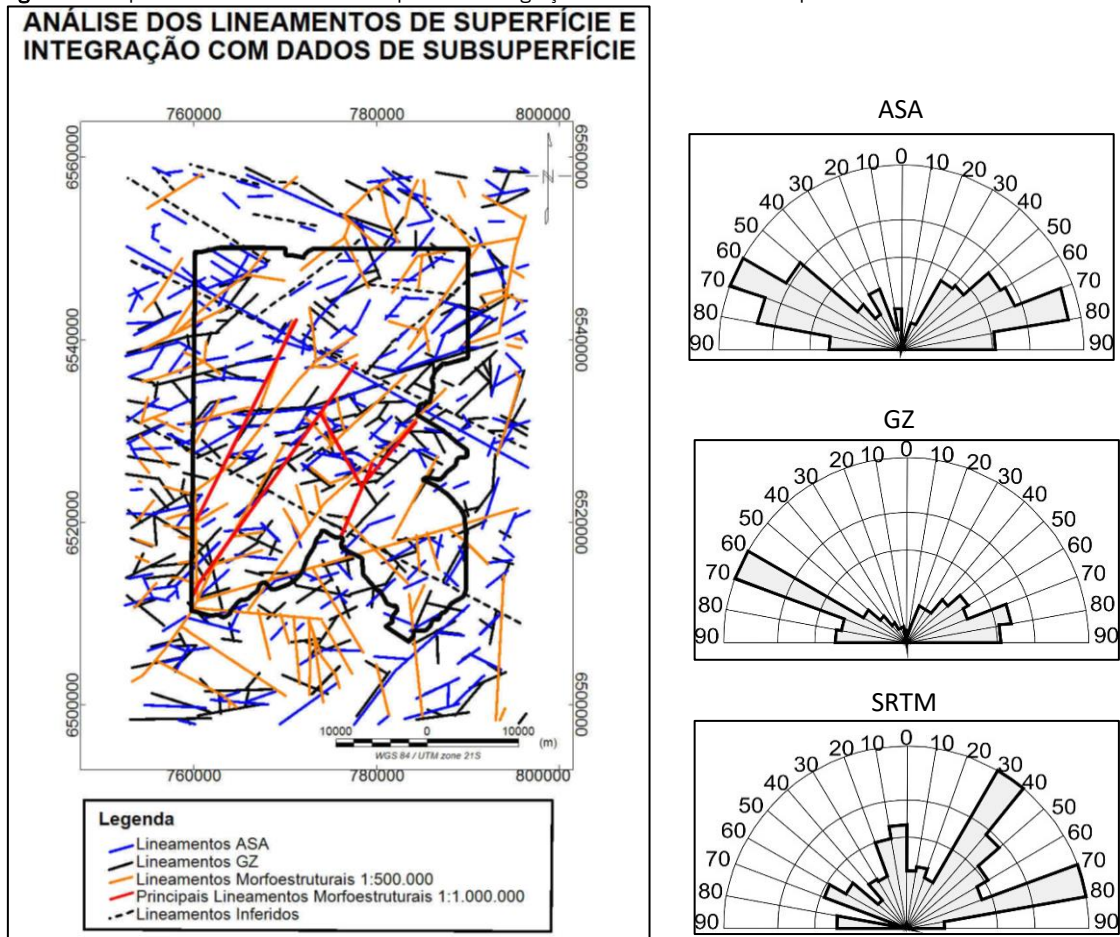 ANÁLISE DOS LINEAMENTOS DE SUPERFÍCIE E
INTEGRAÇÃO COM DADOS DE SUBSUPERFÍCIE
760000 780000 800000
6560000 6560000
N
6540000 6540000
6520000 6520000
6500000 6500000
10000 0 10000
(m)
WGS 84 / UTM zone 21S
760000 780000 800000
Legenda
Lineamentos ASA
Lineamentos GZ
Lineamentos Morfoestruturais 1:500.000
Principais Lineamentos Morfoestruturais 1:1.000.000
Lineamentos Inferidos
ASA
90 80 70 60 50 40 30 20 10 0 10 20 30 40 50 60 70 80 90
GZ
90 80 70 60 50 40 30 20 10 0 10 20 30 40 50 60 70 80 90
SRTM
90 80 70 60 50 40 30 20 10 0 10 20 30 40 50 60 70 80 90